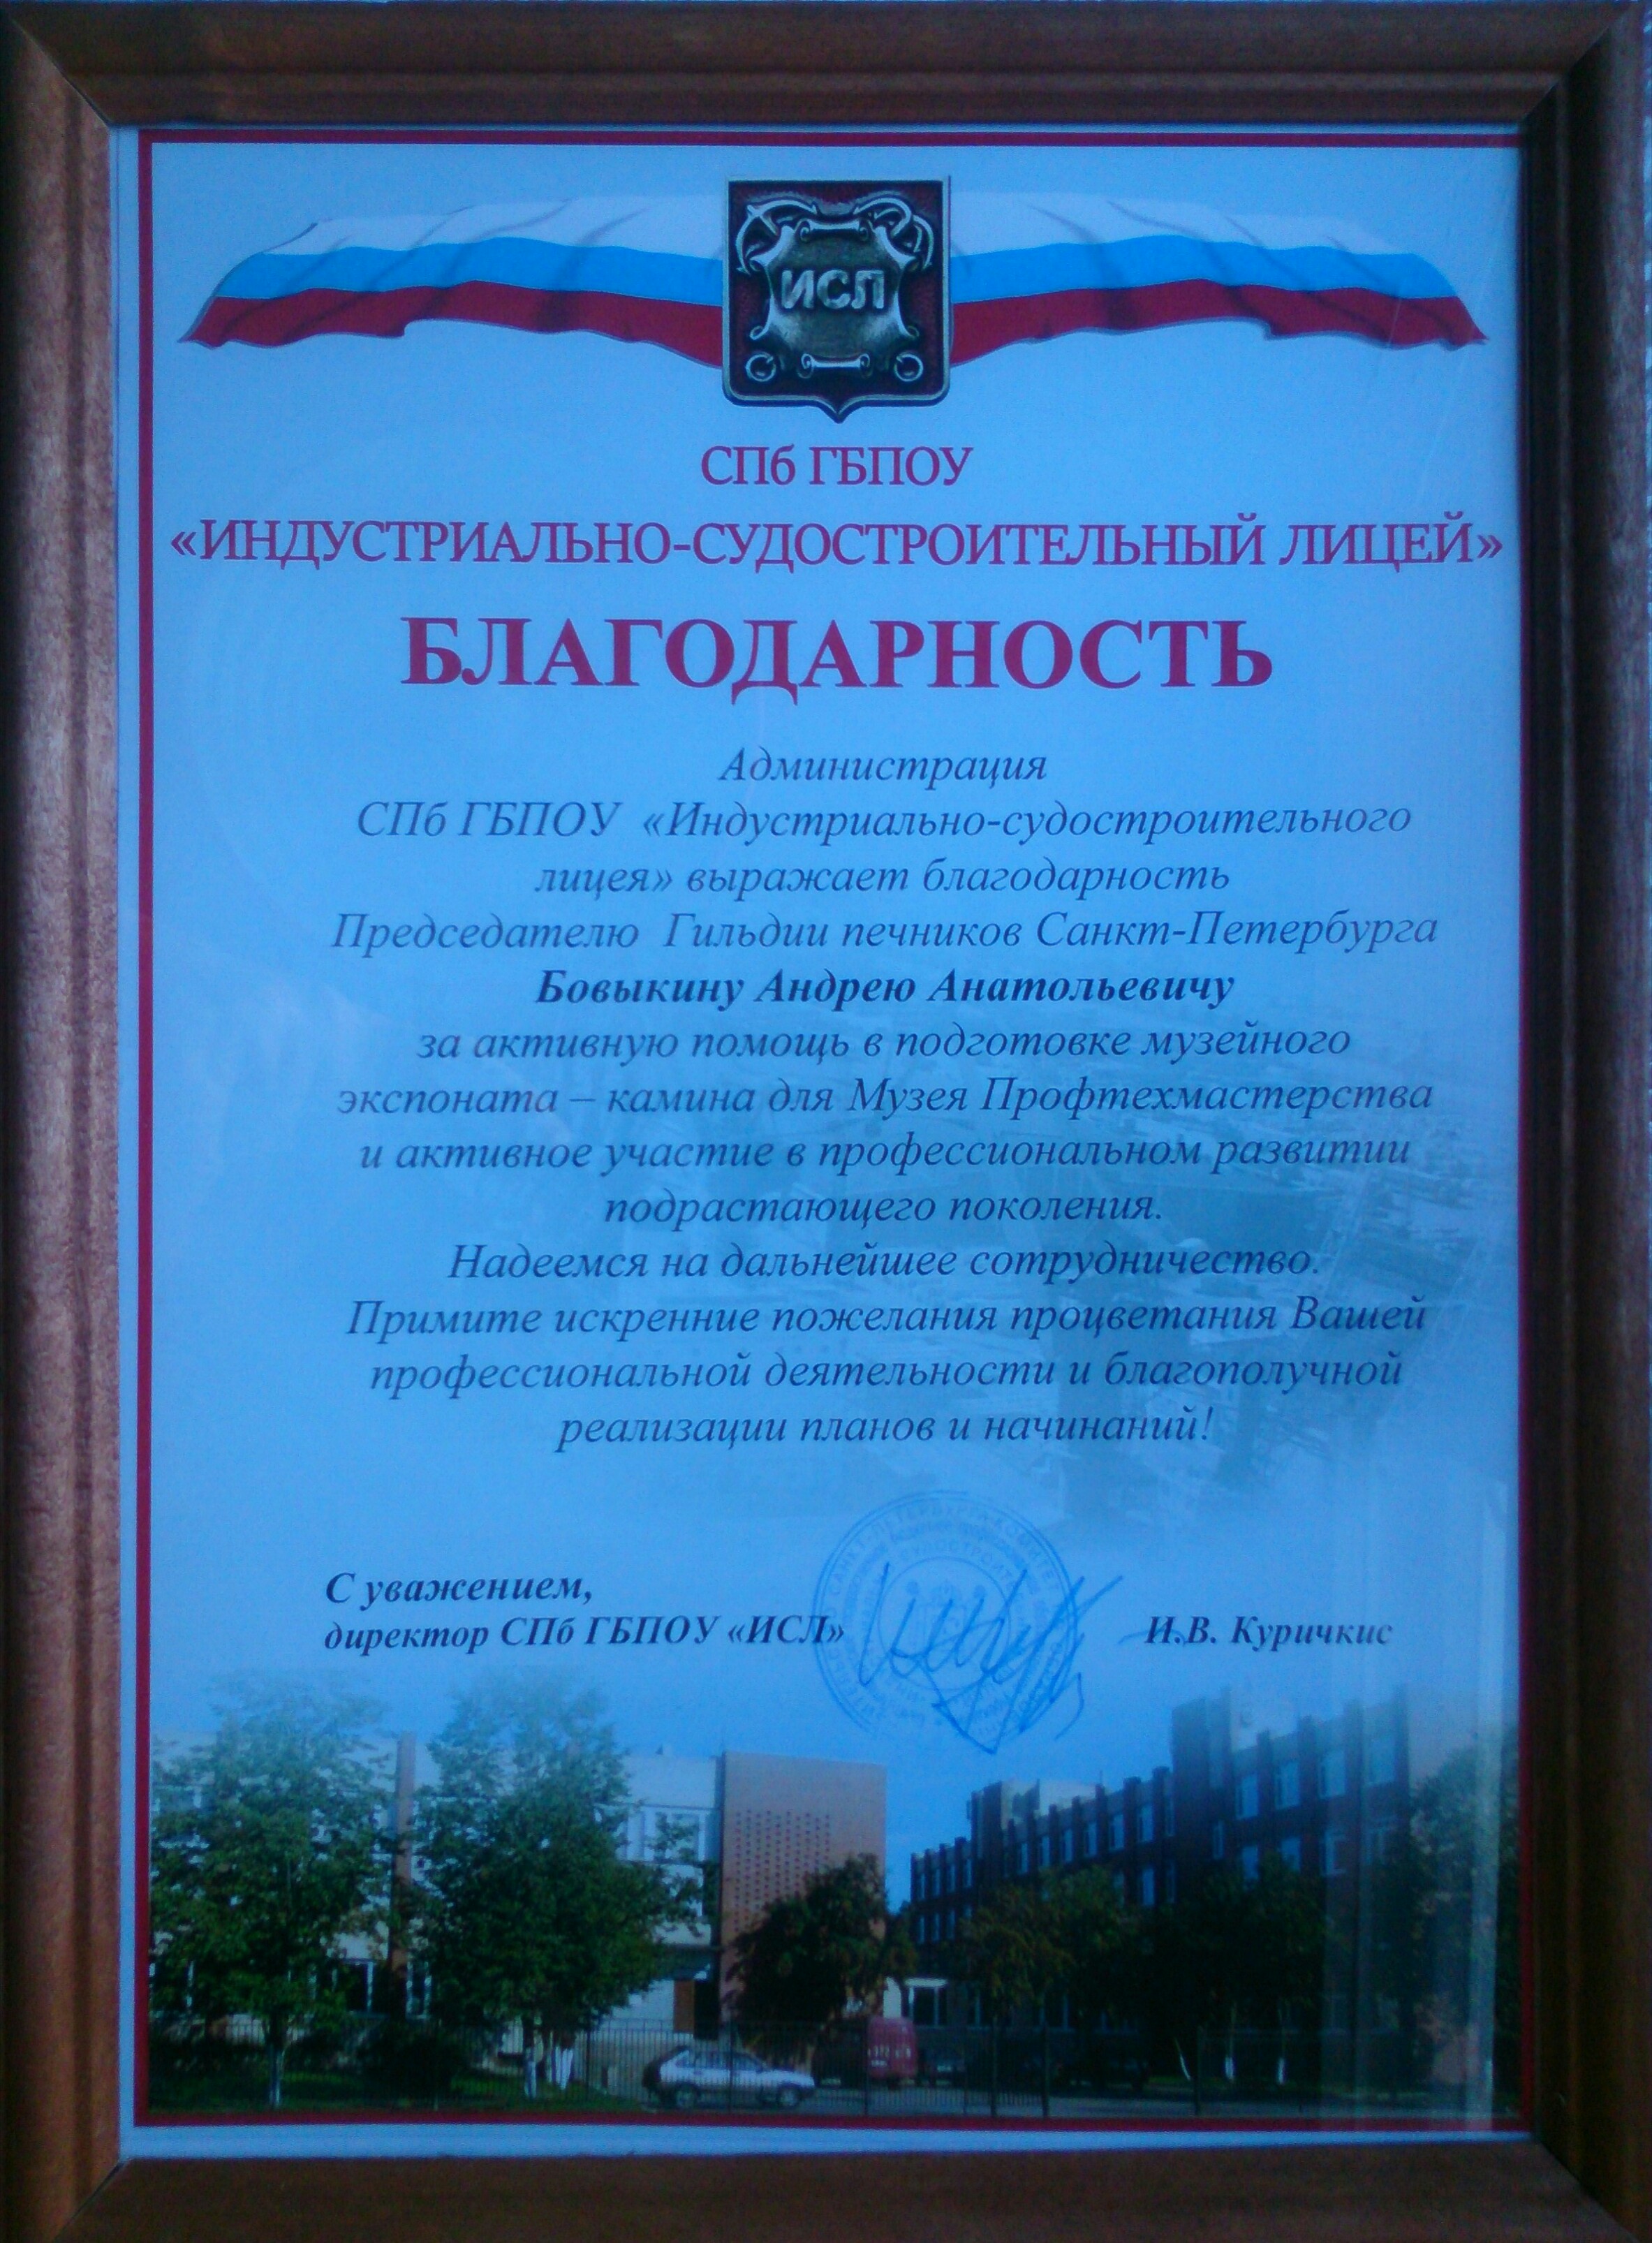 ИСЛ
СПб ГБПОУ
«ИНДУСТРИАЛЬНО-СУДОСТРОИТЕЛЬНЫЙ ЛИЦЕЙ»
БЛАГОДАРНОСТЬ
Администрация
СПб ГБПОУ «Индустриально-судостроительного
лицея» выражает благодарность
Председателю Гильдии печников Санкт-Петербурга
Бовыкину Андрею Анатольевичу
за активную помощь в подготовке музейного
экспоната – камина для Музея Профтехмастерства
и активное участие в профессиональном развитии
подрастающего поколения.
Надеемся на дальнейшее сотрудничество.
Примите искренние пожелания процветания Вашей
профессиональной деятельности и благополучной
реализации планов и начинаний!
С уважением,
директор СПб ГБПОУ «ИСЛ» И.В. Куричкис